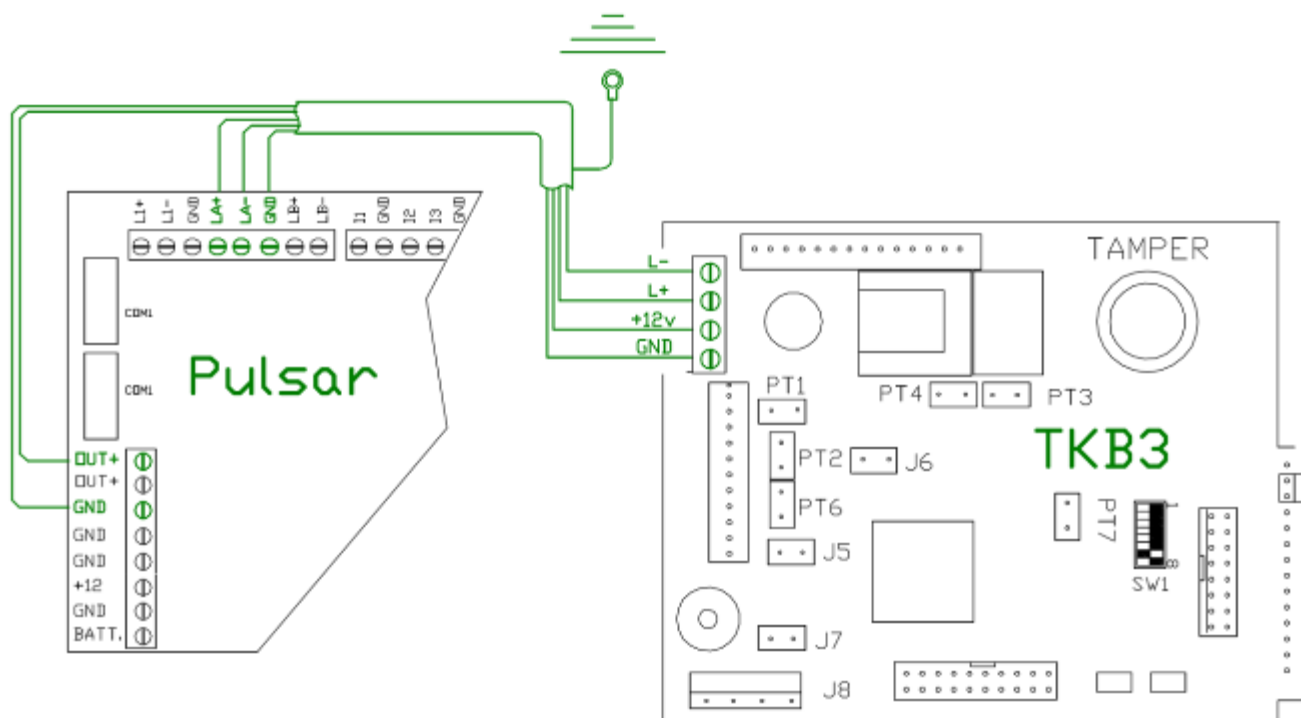 L1+ L1- GND LA+ LA- GND LB+ LB- I1 GND I2 I3 GND
COM1
COM1
Pulsar
OUT+
OUT+
GND
GND
GND
+12
GND
BATT.
L-
L+
+12v
GND
TAMPER
PT1
PT4
PT3
PT2
J6
TKB3
PT6
PT7
1
8
SW1
J5
J7
J8